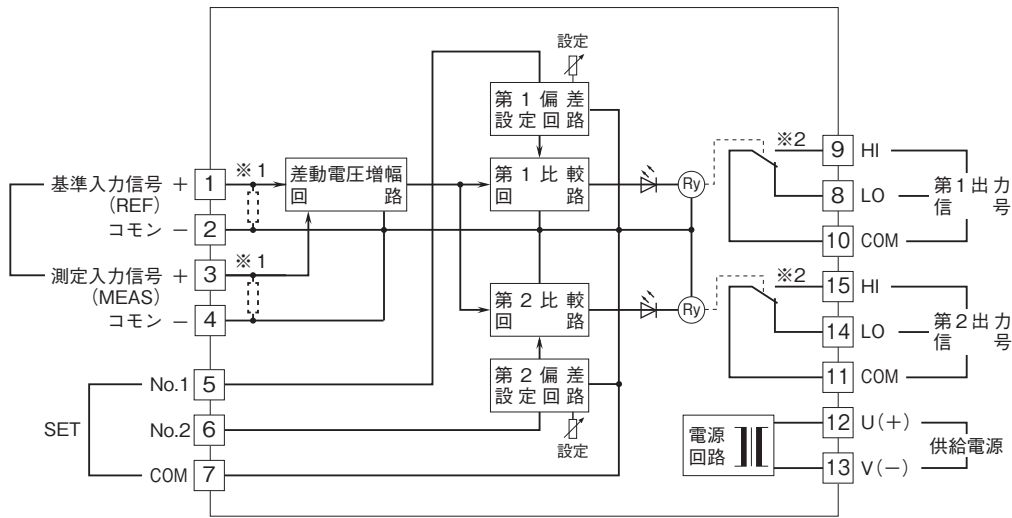 設定
第1偏差
設定回路
基準入力信号 +
(REF)
コモン −
測定入力信号 +
(MEAS)
コモン −
1
2
3
4
※1
※1
差動電圧増幅
回 路
第1比較
回 路
Ry
※2
9 HI
8 LO
10 COM
第1出力
信 号
第2比較
回 路
Ry
※2
15 HI
14 LO
11 COM
第2出力
信 号
第2偏差
設定回路
設定
SET
No.1 5
No.2 6
COM 7
電源
回路
12 U(+)
13 V(−)
供給電源